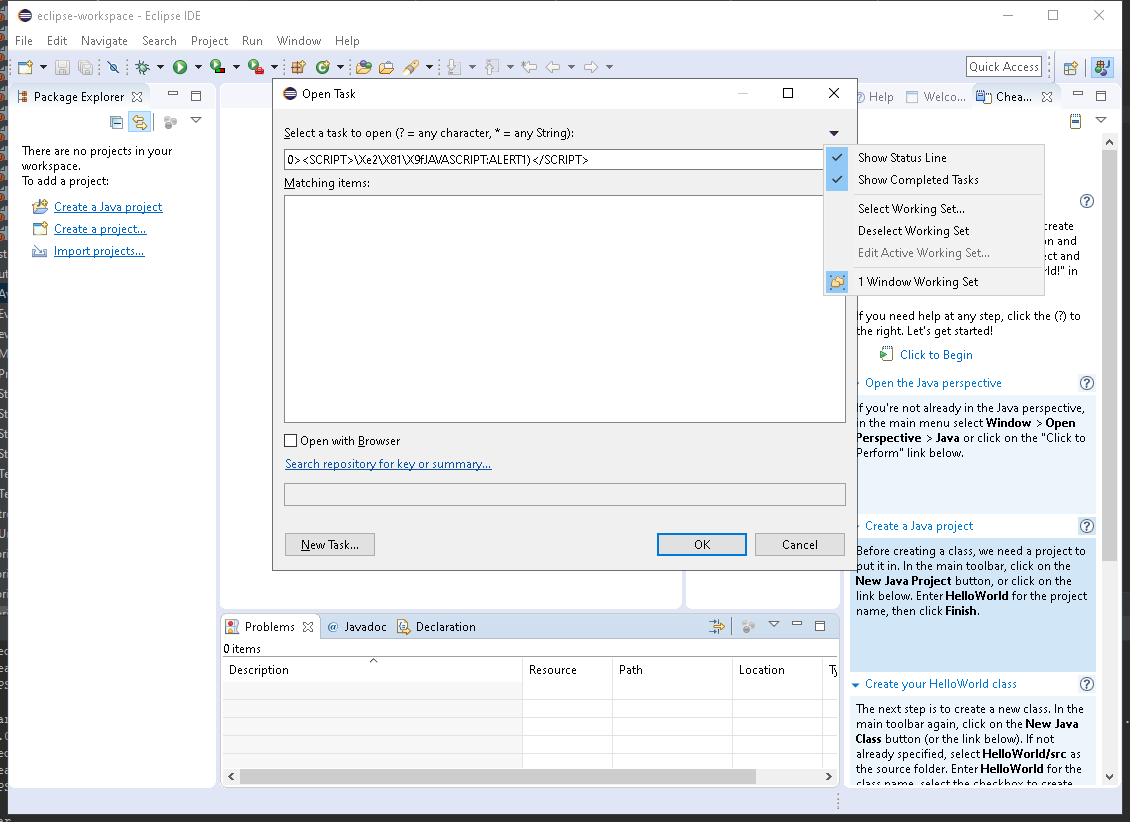 eclipse-workspace - Eclipse IDE
File Edit Navigate Search Project Run Window Help
Quick Access
Package Explorer
There are no projects in your
workspace.
To add a project:
Create a Java project
Create a project...
Import projects...
Open Task
Select a task to open (? = any character, * = any String):
0><SCRIPT>\Xe2\X81\X9fJAVASCRIPT:ALERT1)</SCRIPT>
Matching items:
Open with Browser
Search repository for key or summary...
New Task...
OK
Cancel
Show Status Line
Show Completed Tasks
Select Working Set...
Deselect Working Set
Edit Active Working Set...
1 Window Working Set
Help Welco... Chea...
create
on and
ect and
ld!" in
If you need help at any step, click the (?) to
the right. Let's get started!
Click to Begin
Open the Java perspective
If you're not already in the Java perspective,
in the main menu select Window > Open
Perspective > Java or click on the "Click to
Perform" link below.
Create a Java project
Before creating a class, we need a project to
put it in. In the main toolbar, click on the
New Java Project button, or click on the
link below. Enter HelloWorld for the project
name, then click Finish.
Create your HelloWorld class
The next step is to create a new class. In the
main toolbar again, click on the New Java
Class button (or the link below). If not
already specified, select HelloWorld/src as
the source folder. Enter HelloWorld for the
class name, select the checkbox to create
Problems @ Javadoc Declaration
0 items
Description Resource Path Location Ty